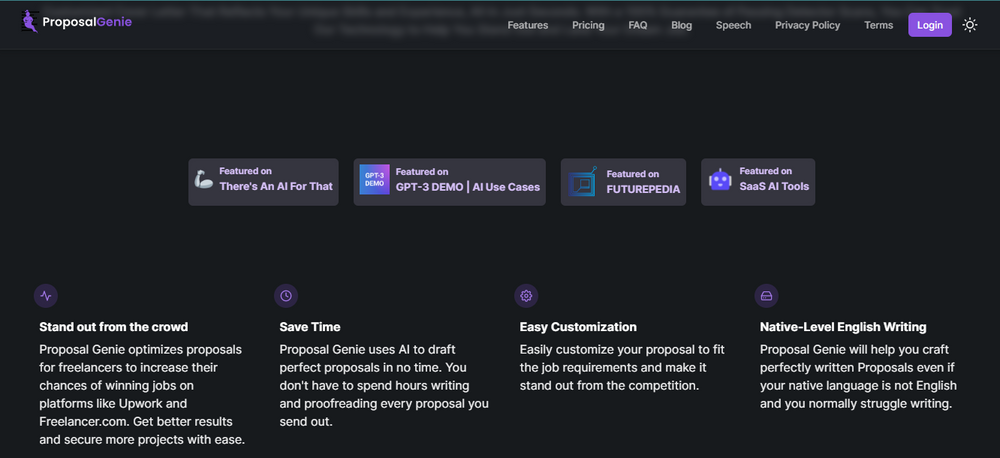 ProposalGenie
Features
Pricing
FAQ
Blog
Speech
Privacy Policy
Terms
Login
Featured on
There's An AI For That
GPT-3
DEMO
Featured on
GPT-3 DEMO | AI Use Cases
Featured on
FUTUREPEDIA
Featured on
SaaS AI Tools
Stand out from the crowd
Proposal Genie optimizes proposals
for freelancers to increase their
chances of winning jobs on
platforms like Upwork and
Freelancer.com. Get better results
and secure more projects with ease.
Save Time
Proposal Genie uses AI to draft
perfect proposals in no time. You
don't have to spend hours writing
and proofreading every proposal you
send out.
Easy Customization
Easily customize your proposal to fit
the job requirements and make it
stand out from the competition.
Native-Level English Writing
Proposal Genie will help you craft
perfectly written Proposals even if
your native language is not English
and you normally struggle writing.